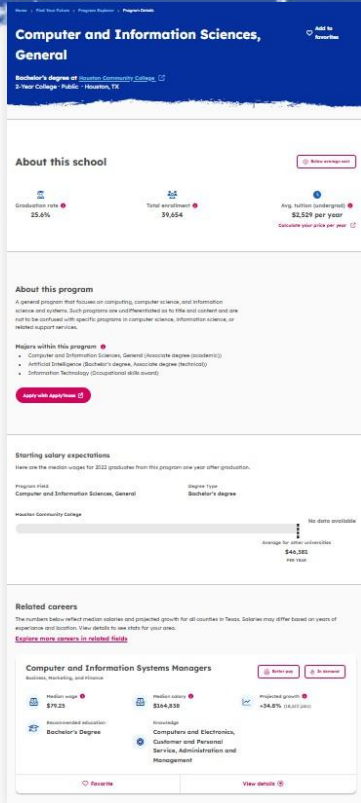 Home › Find Your Future › Program Explorer › Program Details
Computer and Information Sciences,
General
Add to
favorites
Bachelor's degree at Houston Community College
2-Year College · Public · Houston, TX
About this school
Below average cost
Graduation rate
25.6%
Total enrollment
39,654
Avg. tuition (undergrad)
$2,529 per year
Calculate your price per year
About this program
A general program that focuses on computing, computer science, and information
science and systems. Such programs are undifferentiated as to title and content and are
not to be confused with specific programs in computer science, information science, or
related support services.
Majors within this program
• Computer and Information Sciences, General (Associate degree (academic))
• Artificial Intelligence (Bachelor's degree, Associate degree (technical))
• Information Technology (Occupational skills award)
Apply with ApplyTexas
Starting salary expectations
Here are the median wages for 2022 graduates from this program one year after graduation.
Program Field
Computer and Information Sciences, General
Degree Type
Bachelor's degree
Houston Community College
No data available
Average for other universities
$46,381
PER YEAR
Related careers
The numbers below reflect median salaries and projected growth for all counties in Texas. Salaries may differ based on years of
experience and location. View details to see stats for your area.
Explore more careers in related fields
Computer and Information Systems Managers
Business, Marketing, and Finance
Better pay
In demand
Median wage
$79.25
Median salary
$164,838
Projected growth
+34.8%
Recommended education
Bachelor's Degree
Knowledge
Computers and Electronics,
Customer and Personal
Service, Administration and
Management
Favorite
View details